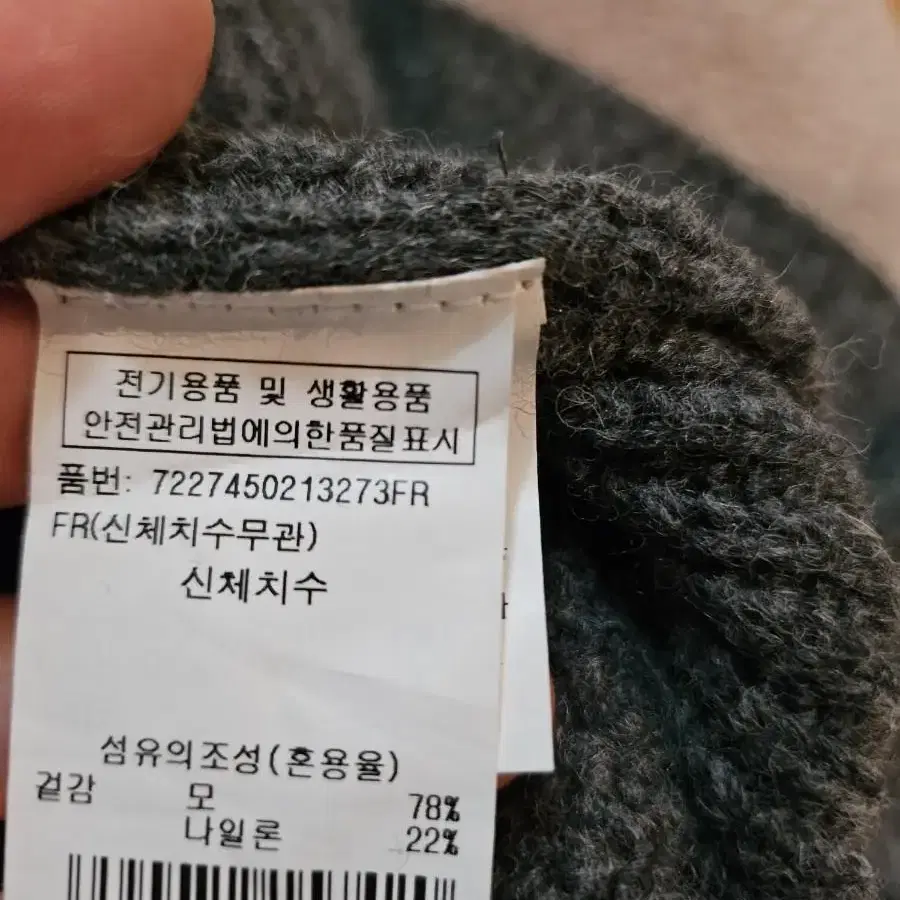 전기용품 및 생활용품
안전관리법에의한품질표시
품번: 7227450213273FR
FR(신체치수무관)
신체치수
섬유의조성(혼용율)
겉감 모 78%
나일론 22%